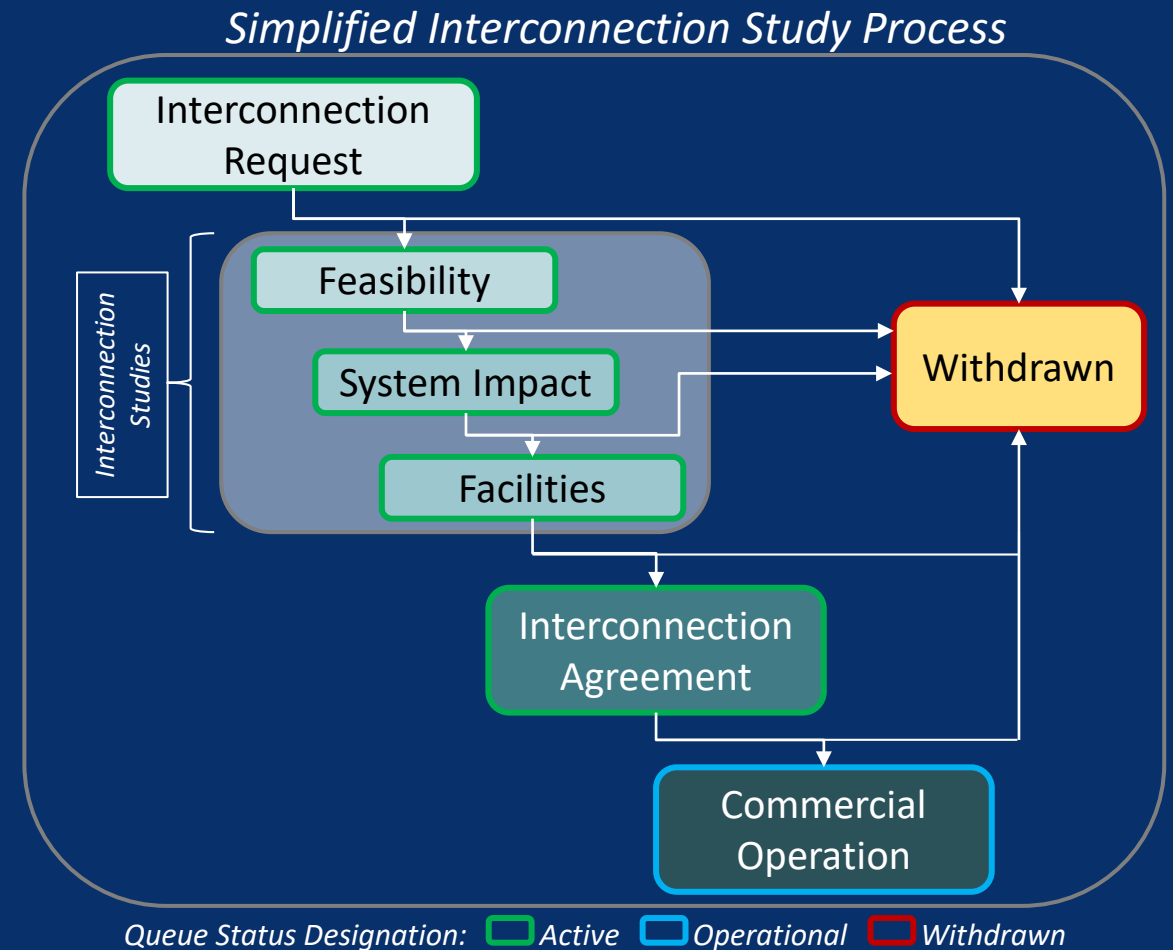 Simplified Interconnection Study Process
Interconnection
Request
Interconnection
Studies
Feasibility
System Impact
Facilities
Withdrawn
Interconnection
Agreement
Commercial
Operation
Queue Status Designation: Active Operational Withdrawn